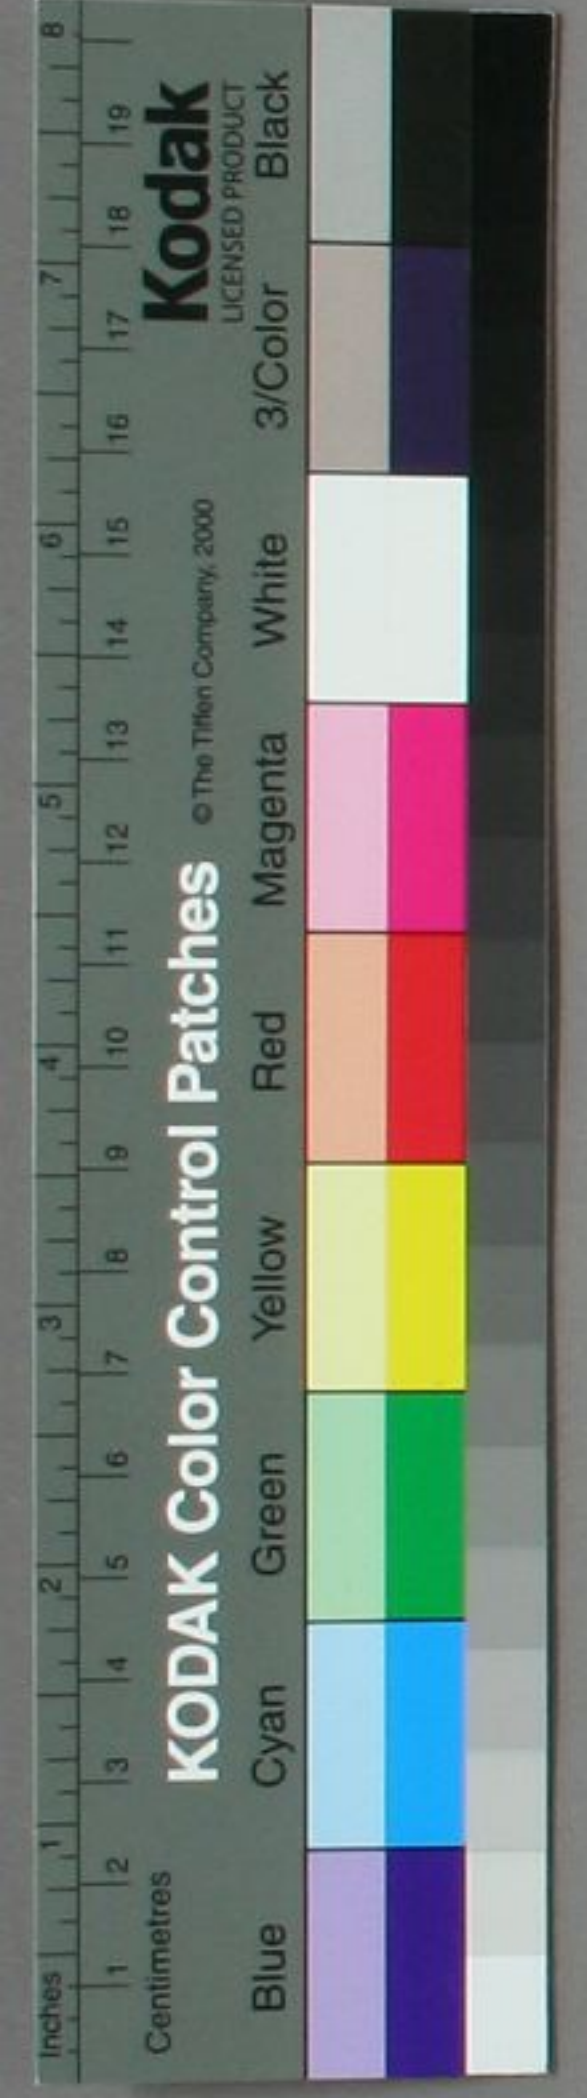 Inches 1 2 3 4 5 6 7 8
1 2 3 4 5 6 7 8 9 10 11 12 13 14 15 16 17 18 19
Centimetres
KODAK Color Control Patches
© The Tiffen Company, 2000
Kodak
LICENSED PRODUCT
Blue Cyan Green Yellow Red Magenta White 3/Color Black